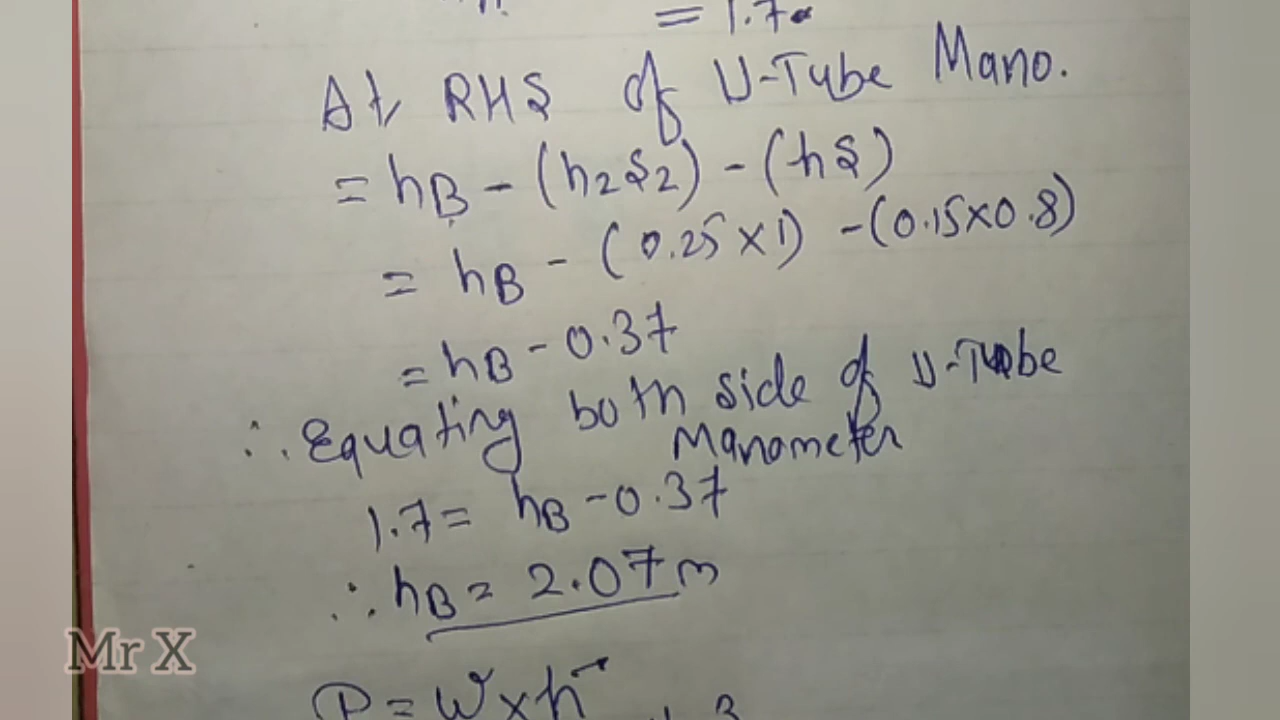 = 1.7
At RHS of U-Tube Mano.
= hB - (h2S2) - (hS)
= hB - (0.25×1) - (0.15×0.8)
= hB - 0.37
∴ Equating both side of U-Tube
Manometer
1.7 = hB - 0.37
∴ hB = 2.07m
Mr X
P = W×h